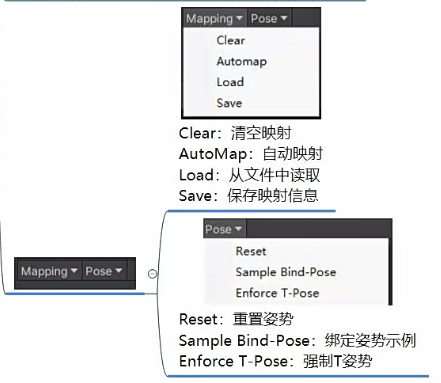 Mapping Pose
Clear
Automap
Load
Save
Clear：清空映射
AutoMap：自动映射
Load：从文件中读取
Save：保存映射信息
Mapping Pose
Pose
Reset
Sample Bind-Pose
Enforce T-Pose
Reset：重置姿势
Sample Bind-Pose：绑定姿势示例
Enforce T-Pose：强制T姿势